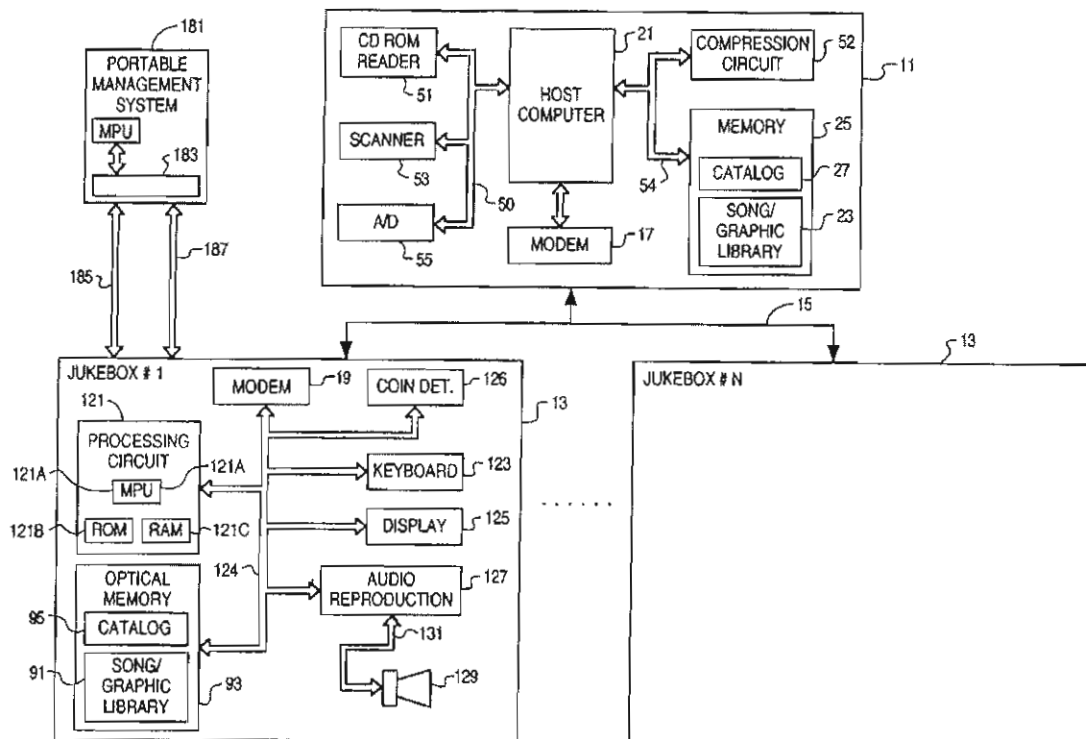 181
PORTABLE
MANAGEMENT
SYSTEM
MPU
183
185
187
CD ROM
READER
51
SCANNER
53
A/D
55
50
21
HOST
COMPUTER
MODEM
17
COMPRESSION
CIRCUIT
52
11
MEMORY
25
CATALOG
27
SONG/
GRAPHIC
LIBRARY
23
54
15
JUKEBOX # 1
MODEM
19
COIN DET.
126
13
121
PROCESSING
CIRCUIT
121A
121A
MPU
121B
ROM
RAM
121C
KEYBOARD
123
DISPLAY
125
124
AUDIO
REPRODUCTION
127
131
129
OPTICAL
MEMORY
95
CATALOG
91
SONG/
GRAPHIC
LIBRARY
93
13
JUKEBOX # N
. . . . . .